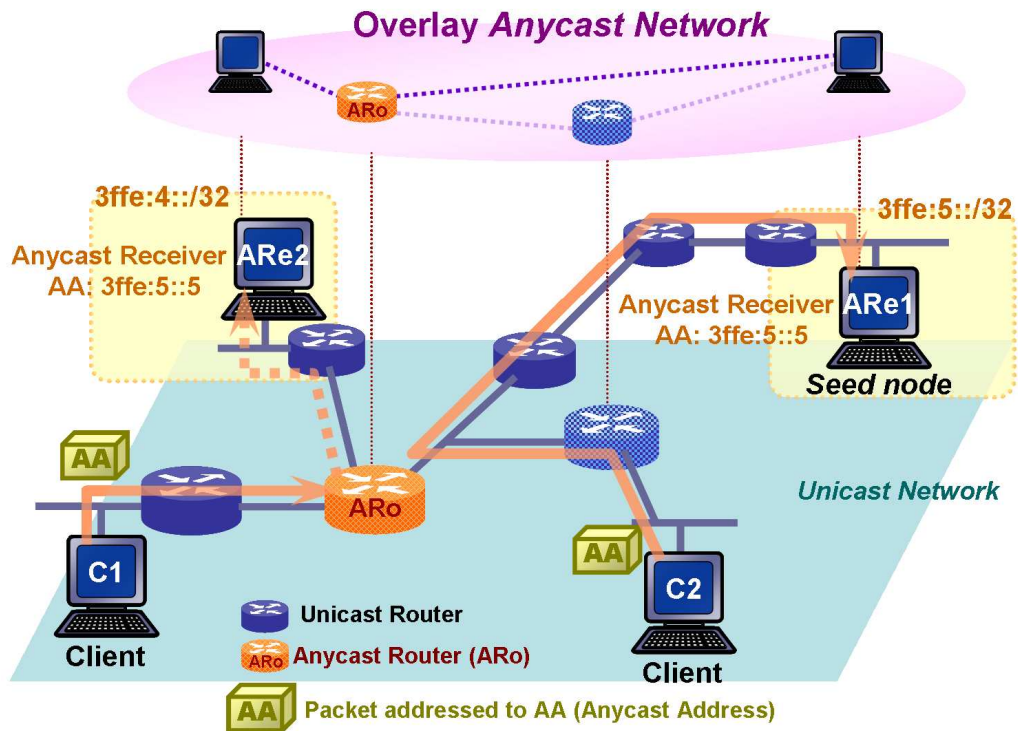 Overlay Anycast Network
ARo
3ffe:4::/32
3ffe:5::/32
Anycast Receiver
AA: 3ffe:5::5
ARe2
Anycast Receiver
AA: 3ffe:5::5
ARe1
Seed node
AA
ARo
Unicast Network
AA
C1
C2
Client
Client
Unicast Router
ARo
Anycast Router (ARo)
AA
Packet addressed to AA (Anycast Address)